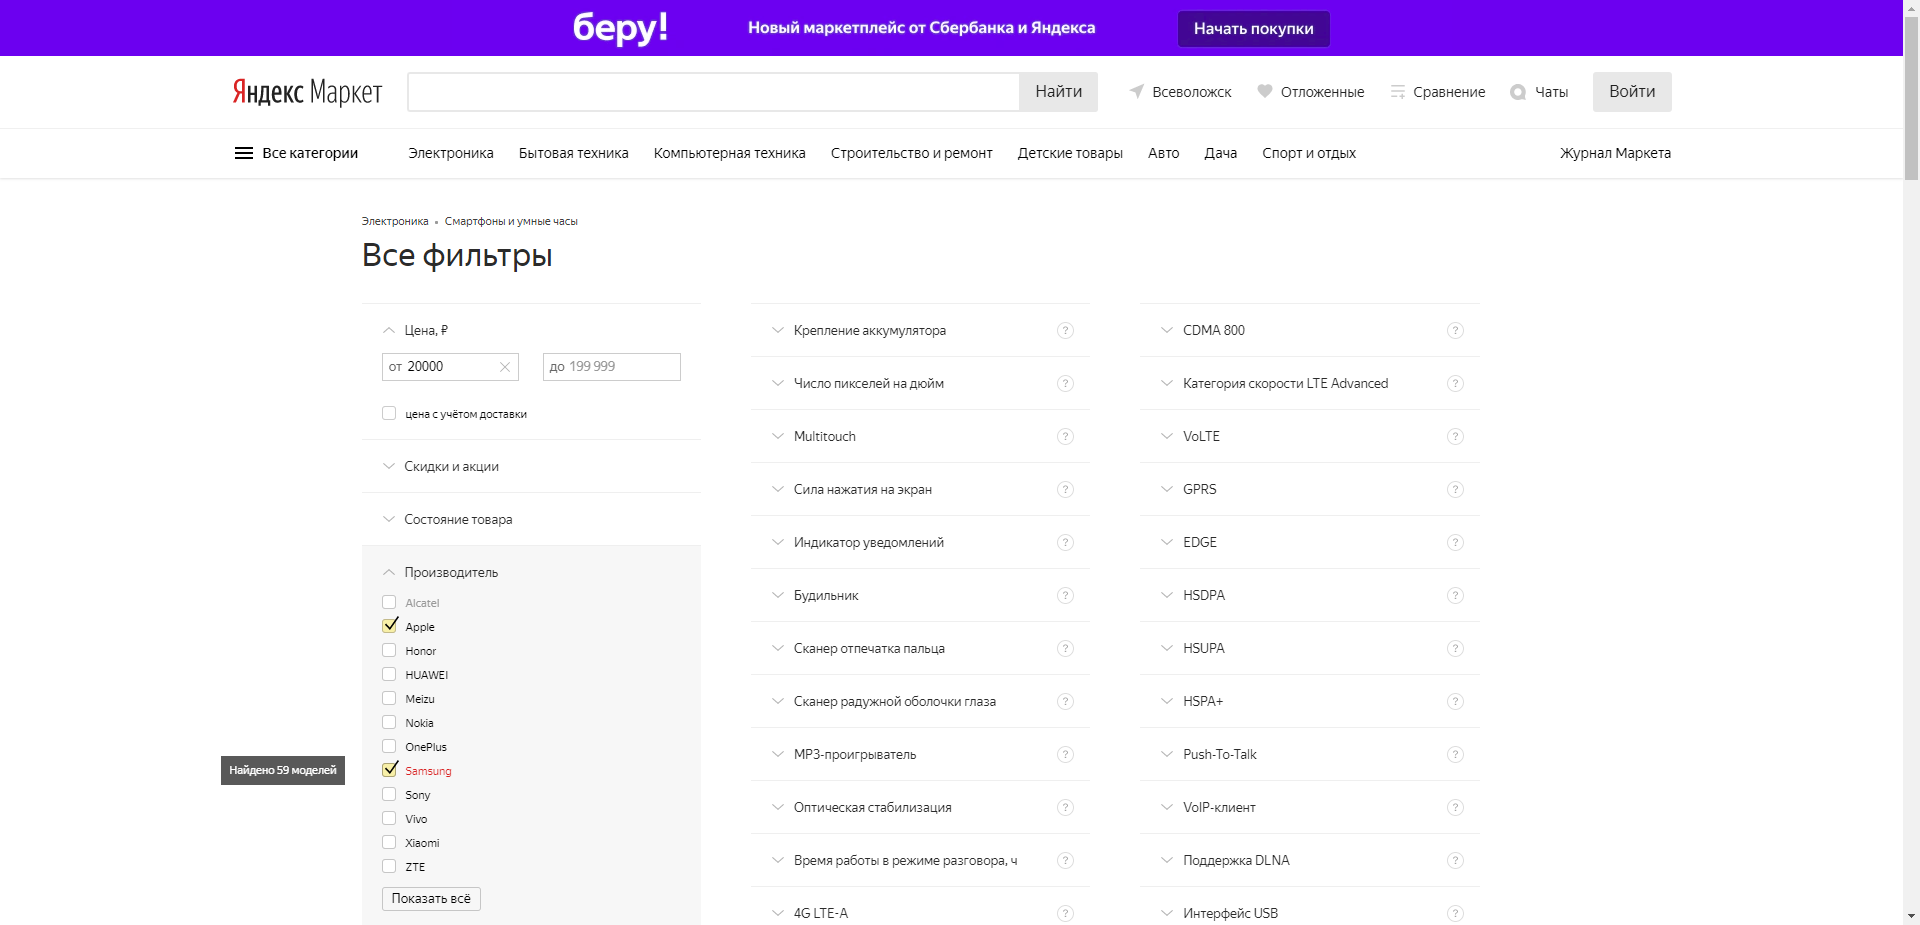 беру!
Новый маркетплейс от Сбербанка и Яндекса
Начать покупки
Яндекс Маркет
Найти
Всеволожск
Отложенные
Сравнение
Чаты
Войти
Все категории
Электроника
Бытовая техника
Компьютерная техника
Строительство и ремонт
Детские товары
Авто
Дача
Спорт и отдых
Журнал Маркета
Электроника • Смартфоны и умные часы
Все фильтры
Цена, ₽
от 20000
до 199 999
цена с учётом доставки
Скидки и акции
Состояние товара
Производитель
Alcatel
Apple
Honor
HUAWEI
Meizu
Nokia
OnePlus
Samsung
Найдено 59 моделей
Sony
Vivo
Xiaomi
ZTE
Показать всё
Крепление аккумулятора ?
Число пикселей на дюйм ?
Multitouch ?
Сила нажатия на экран ?
Индикатор уведомлений ?
Будильник ?
Сканер отпечатка пальца ?
Сканер радужной оболочки глаза ?
MP3-проигрыватель ?
Оптическая стабилизация ?
Время работы в режиме разговора, ч ?
4G LTE-A ?
CDMA 800 ?
Категория скорости LTE Advanced ?
VoLTE ?
GPRS ?
EDGE ?
HSDPA ?
HSUPA ?
HSPA+ ?
Push-To-Talk ?
VoIP-клиент ?
Поддержка DLNA ?
Интерфейс USB ?